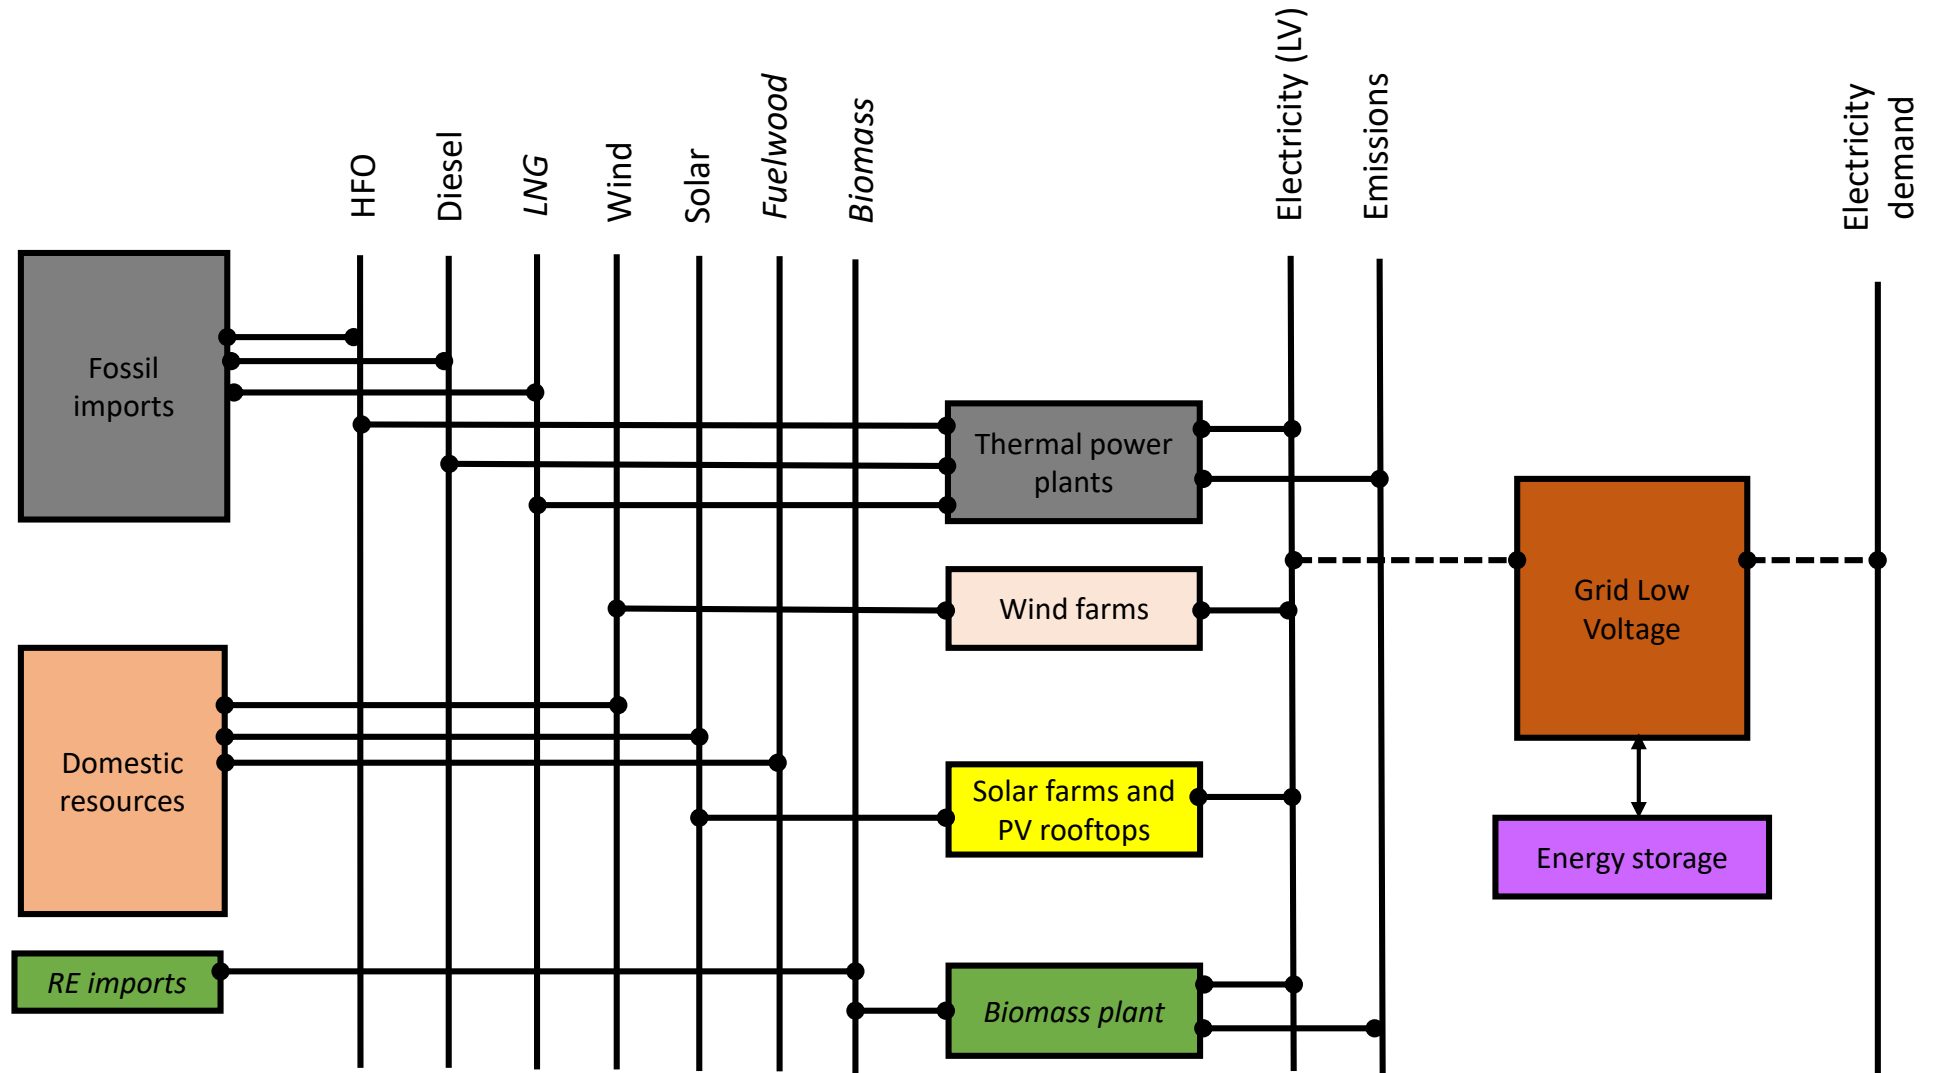 HFO
Diesel
LNG
Wind
Solar
Fuelwood
Biomass
Electricity (LV)
Emissions
Electricity
demand
Fossil
imports
Thermal power
plants
Wind farms
Grid Low
Voltage
Domestic
resources
Solar farms and
PV rooftops
Energy storage
RE imports
Biomass plant